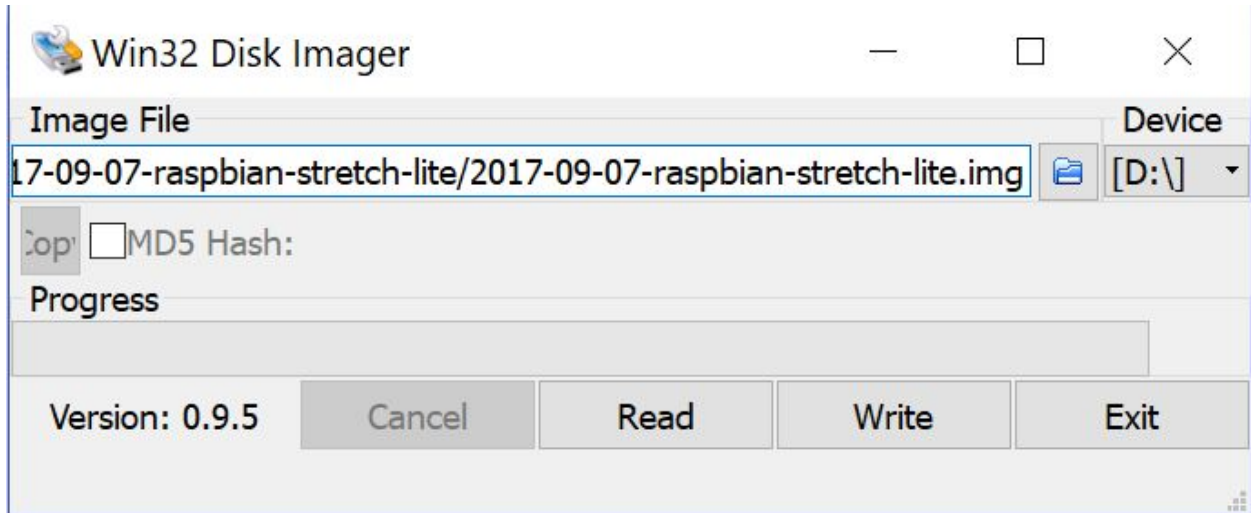 Win32 Disk Imager
Image File
Device
17-09-07-raspbian-stretch-lite/2017-09-07-raspbian-stretch-lite.img
[D:\]
Copy MD5 Hash:
Progress
Version: 0.9.5 Cancel Read Write Exit